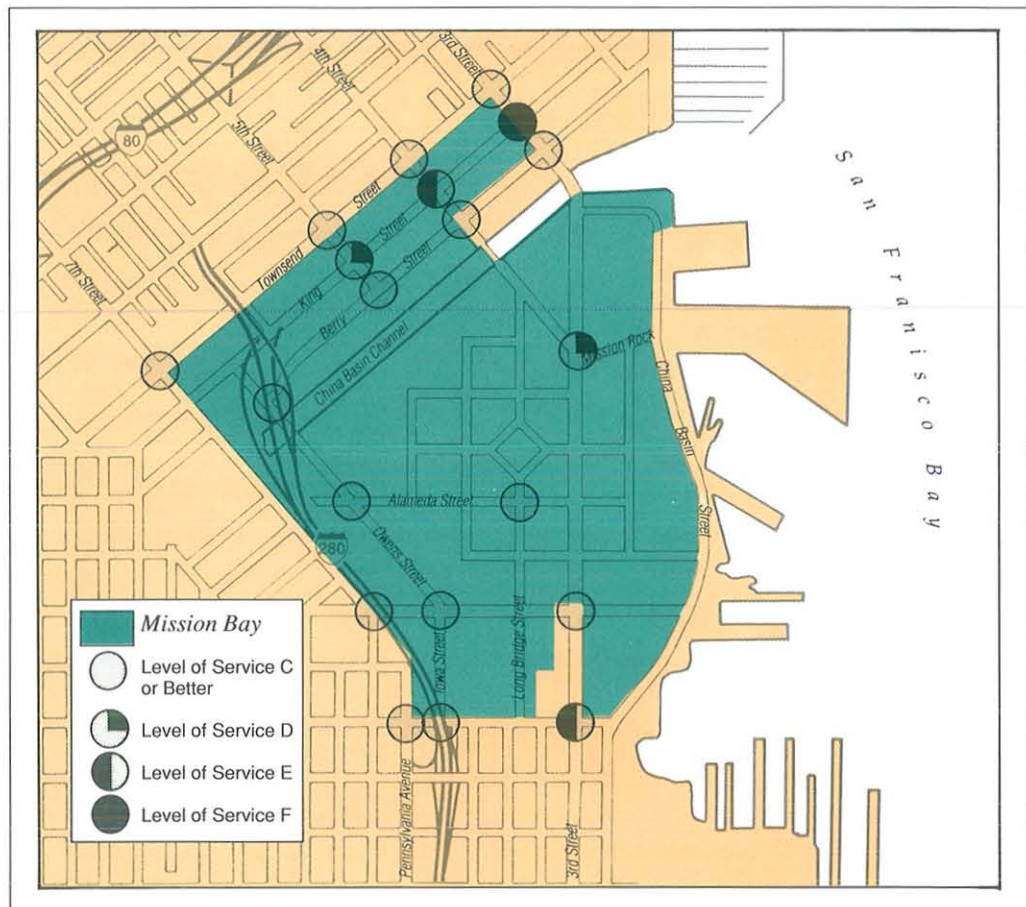 3rd Street
4th Street
5th Street
7th Street
80
Townsend Street
King Street
Berry Street
China Basin Channel
Mission Rock
China Basin Street
San Franisco Bay
Alameda Street
Owens Street
280
Iowa Street
Long Bridge Street
Pennsylvania Avenue
3rd Street
Mission Bay
Level of Service C
or Better
Level of Service D
Level of Service E
Level of Service F